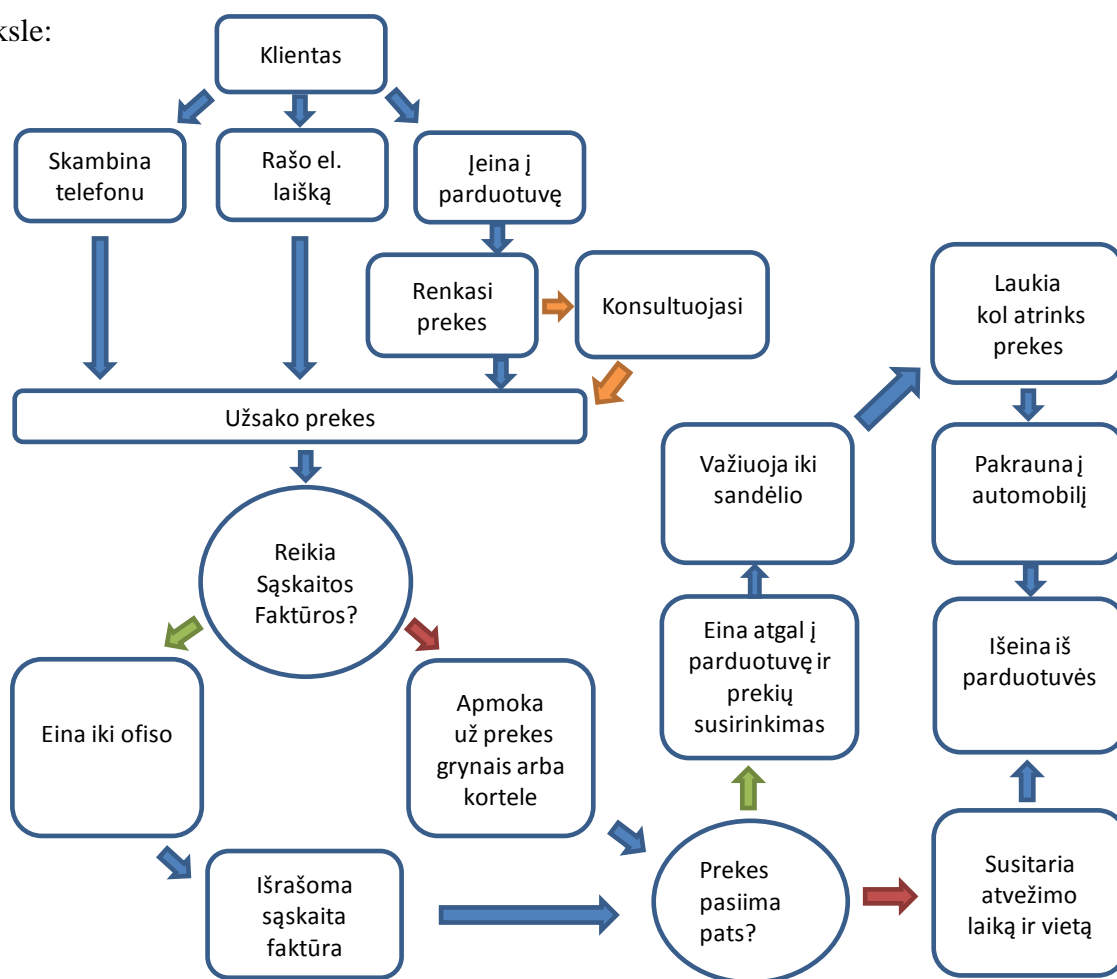 ksle:
Klientas
Skambina
telefonu
Rašo el.
laišką
Įeina į
parduotuvę
Renkasi
prekes
Konsultuojasi
Laukia
kol atrinks
prekes
Užsako prekes
Važiuoja iki
sandėlio
Pakrauna į
automobilį
Reikia
Sąskaitos
Faktūros?
Eina atgal į
parduotuvę ir
prekių
susirinkimas
Išeina iš
parduotuvės
Eina iki ofiso
Apmoka
už prekes
grynais arba
kortele
Išrašoma
sąskaita
faktūra
Prekes
pasiima
pats?
Susitaria
atvežimo
laiką ir vietą